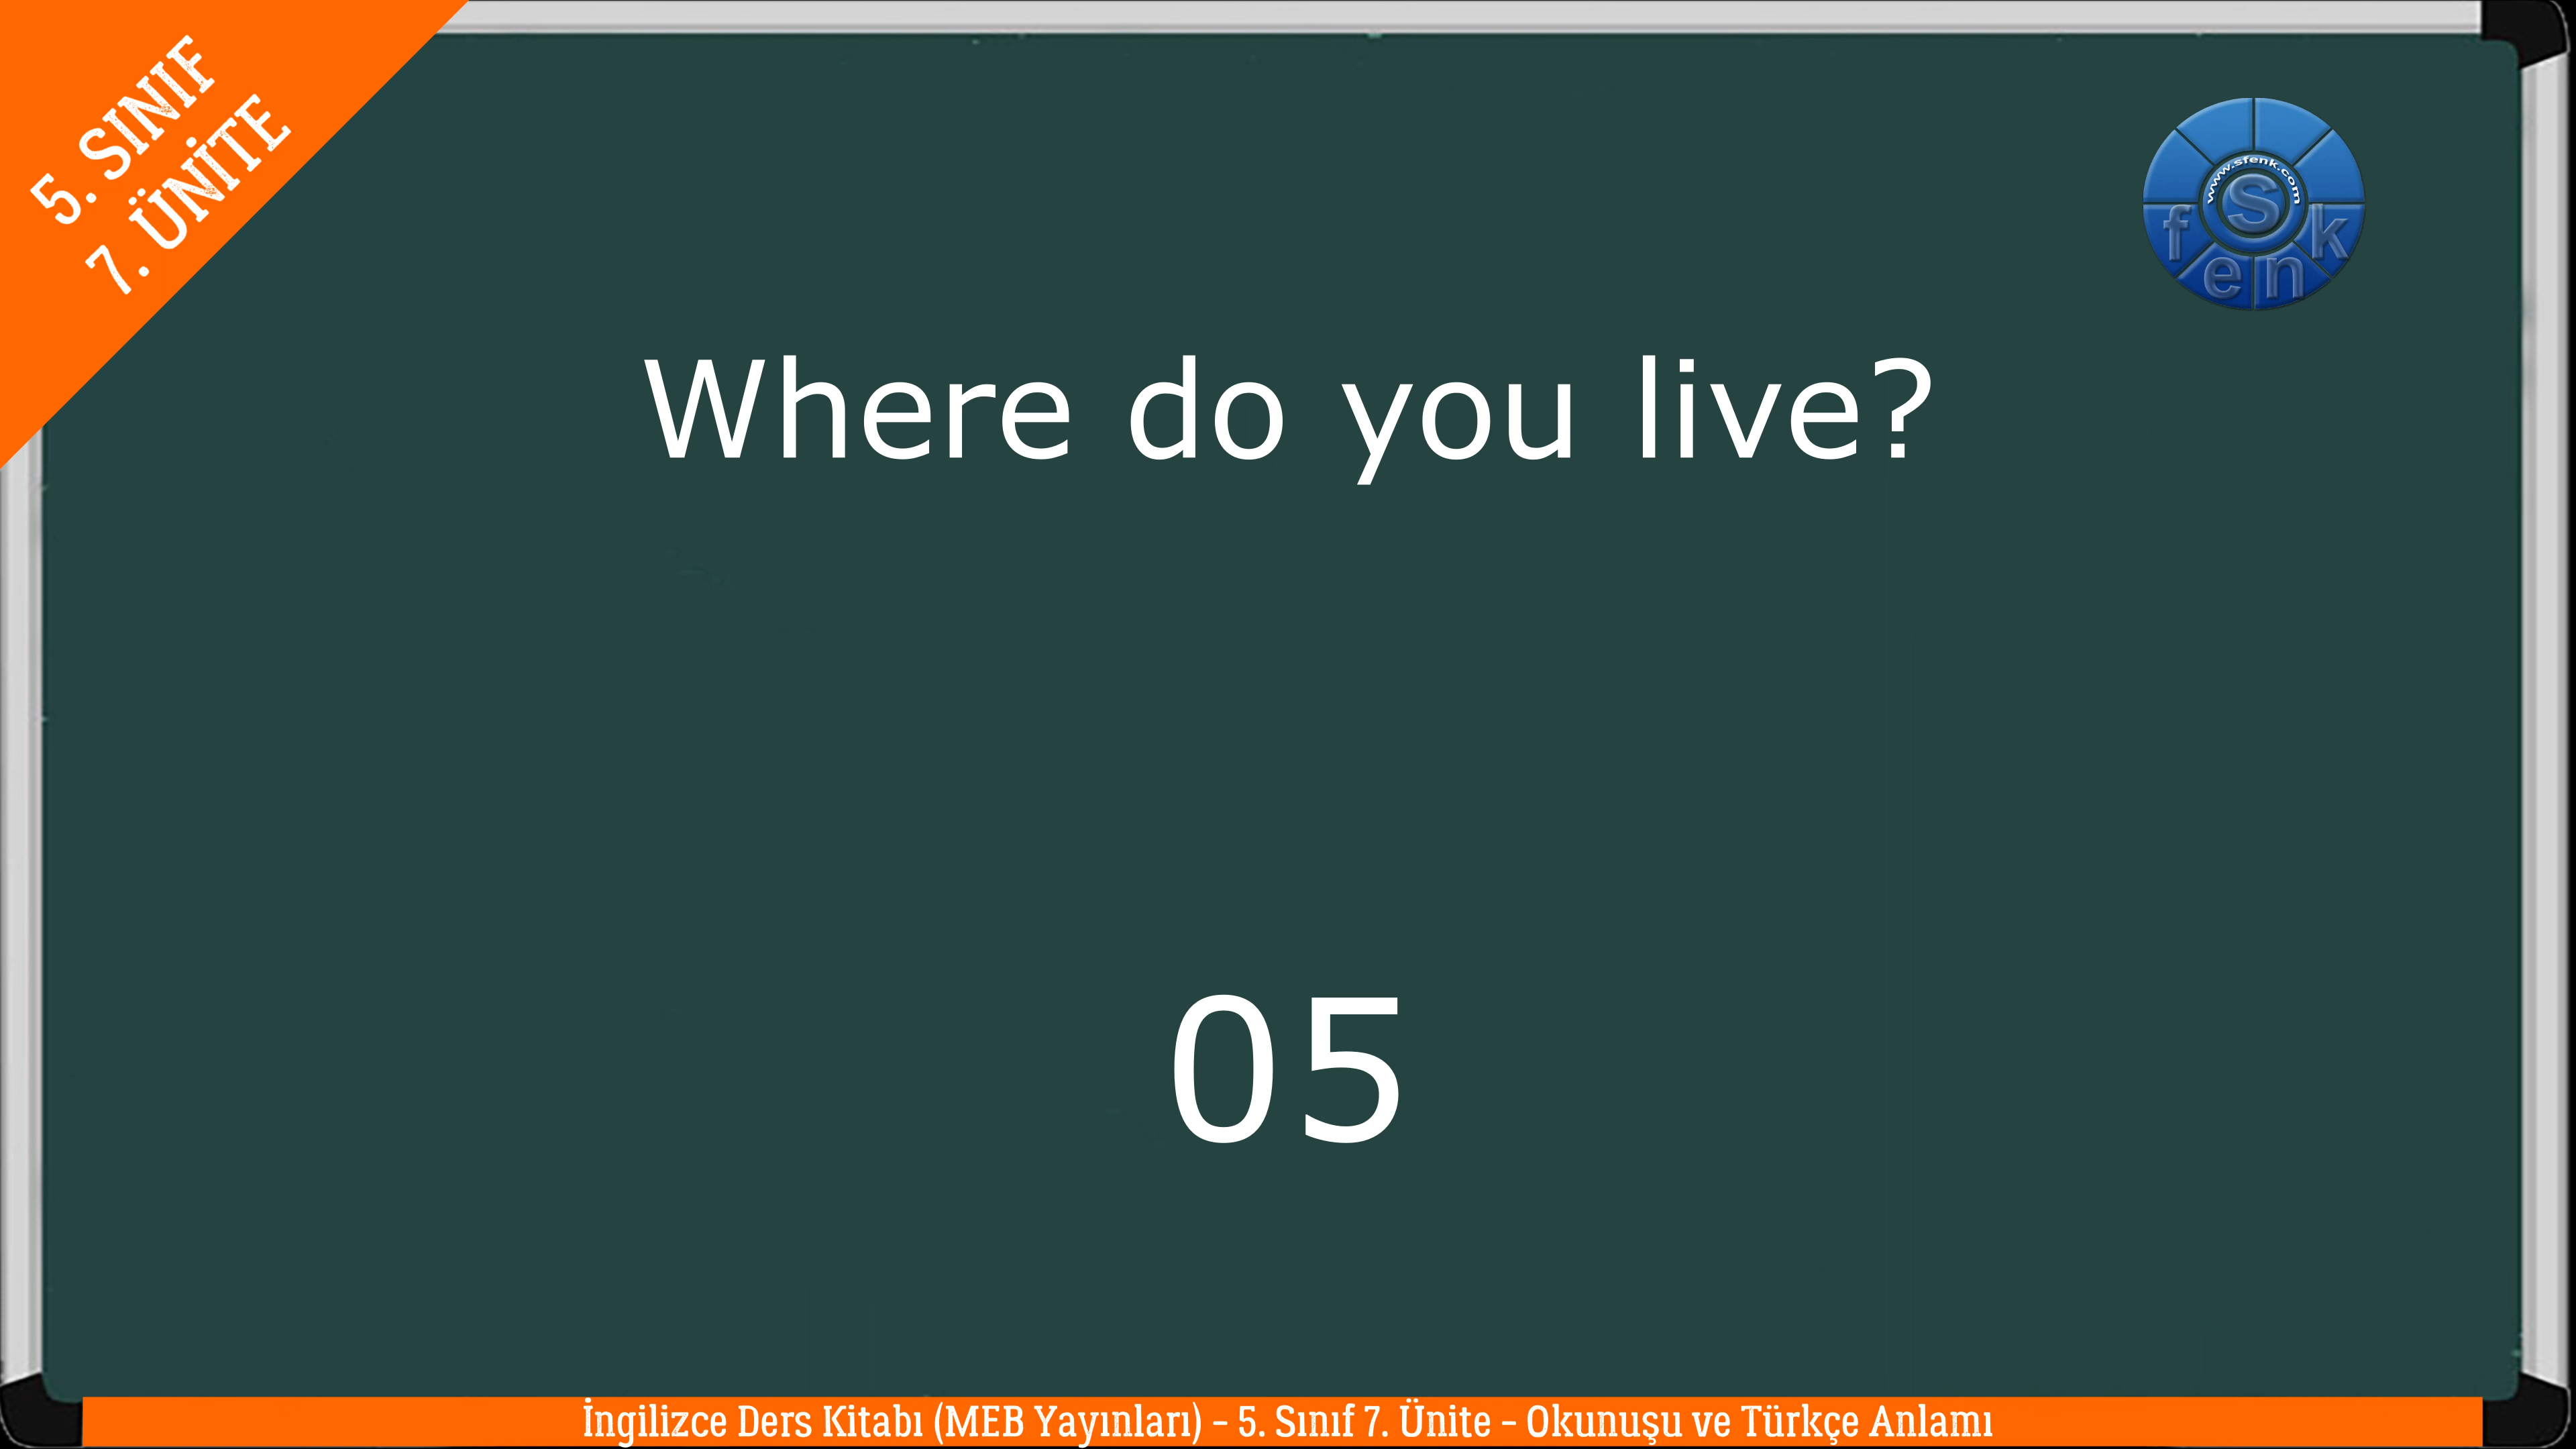 5. SINIF
7. ÜNİTE
www.sfenk.com
S
f e n k
Where do you live?
05
İngilizce Ders Kitabı (MEB Yayınları) – 5. Sınıf 7. Ünite – Okunuşu ve Türkçe Anlamı